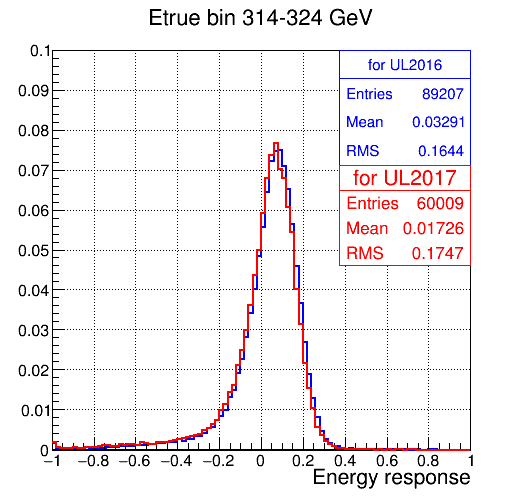 Etrue bin 314-324 GeV
for UL2016
Entries 89207
Mean 0.03291
RMS 0.1644
for UL2017
Entries 60009
Mean 0.01726
RMS 0.1747
0.1
0.09
0.08
0.07
0.06
0.05
0.04
0.03
0.02
0.01
0
−1 −0.8 −0.6 −0.4 −0.2 0 0.2 0.4 0.6 0.8 1
Energy response